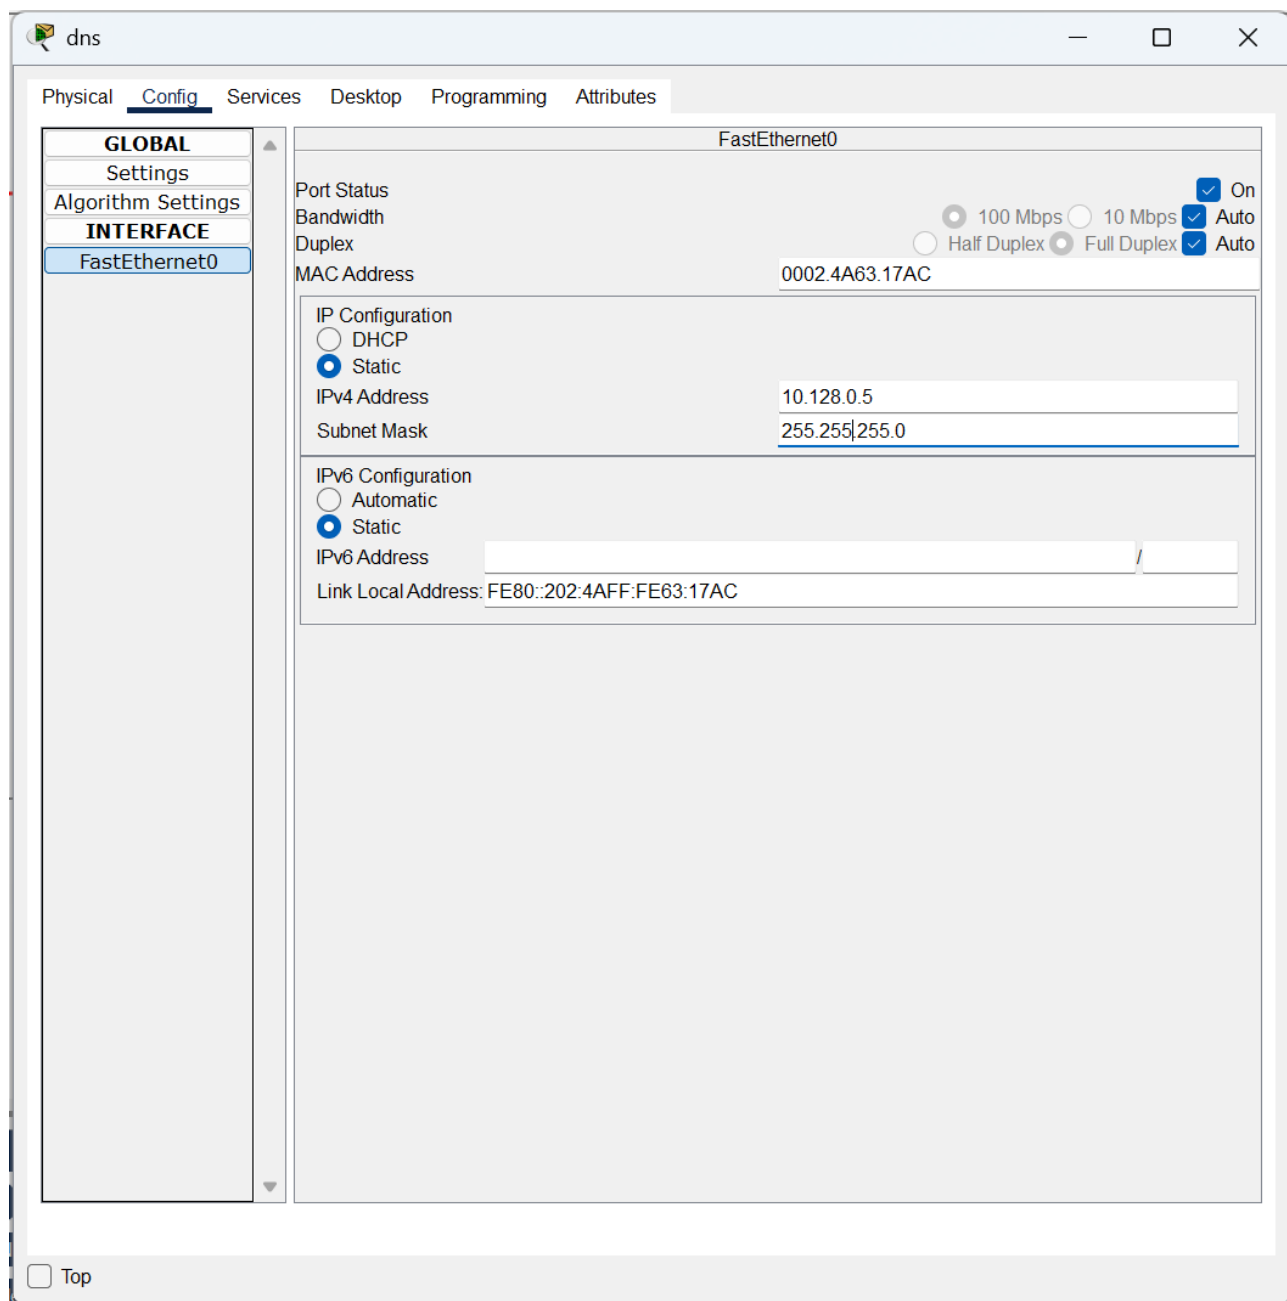 dns
Physical Config Services Desktop Programming Attributes
GLOBAL
Settings
Algorithm Settings
INTERFACE
FastEthernet0
FastEthernet0
Port Status On
Bandwidth 100 Mbps 10 Mbps Auto
Duplex Half Duplex Full Duplex Auto
MAC Address 0002.4A63.17AC
IP Configuration
DHCP
Static
IPv4 Address 10.128.0.5
Subnet Mask 255.255.255.0
IPv6 Configuration
Automatic
Static
IPv6 Address /
Link Local Address: FE80::202:4AFF:FE63:17AC
Top